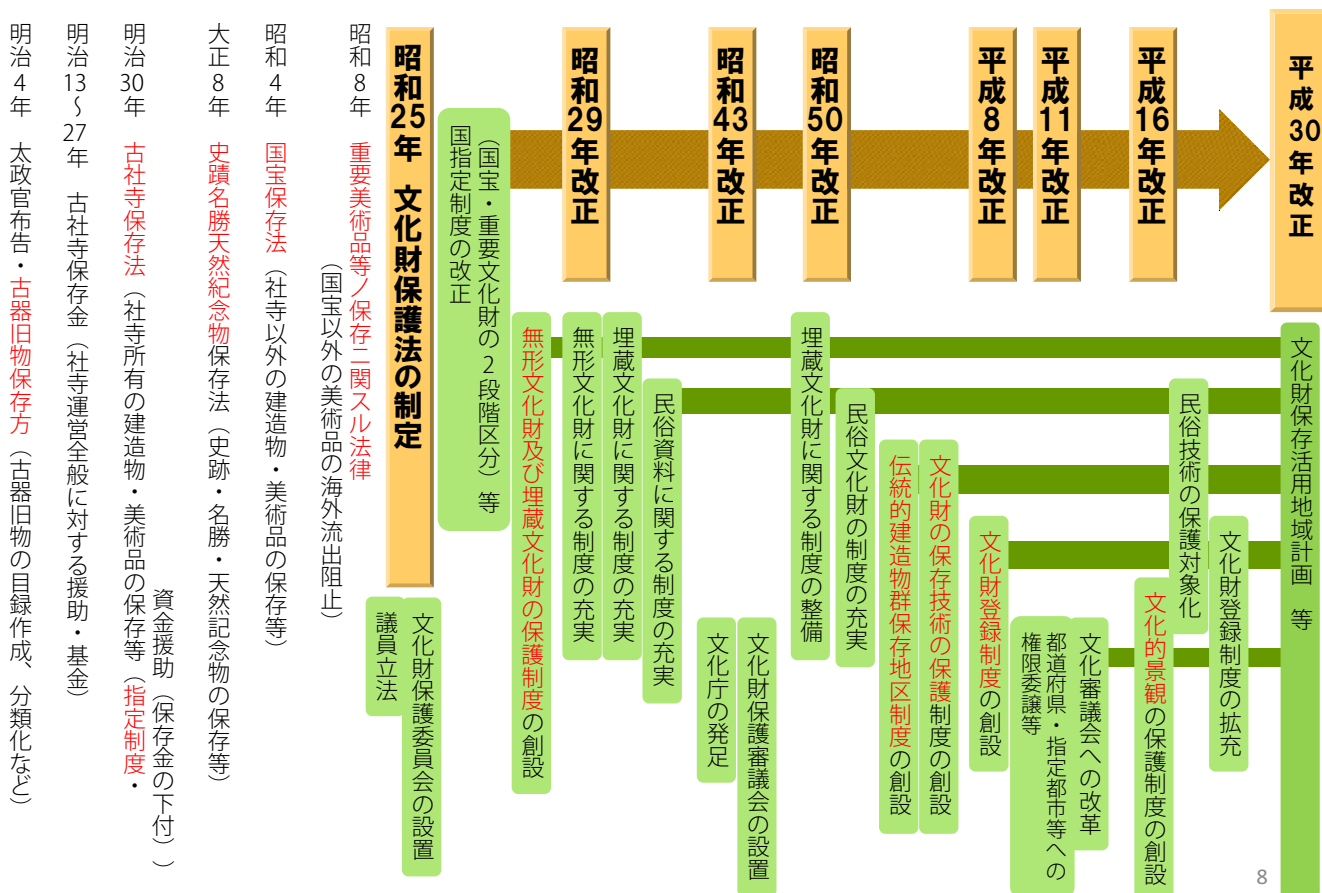 明治4年　太政官布告・古器旧物保存方（古器旧物の目録作成、分類化など）
明治13～27年　古社寺保存金（社寺運営全般に対する援助・基金）
明治30年　古社寺保存法（社寺所有の建造物・美術品の保存等（指定制度・
資金援助（保存金の下付））
大正8年　史蹟名勝天然紀念物保存法（史跡・名勝・天然記念物の保存等）
昭和4年　国宝保存法（社寺以外の建造物・美術品の保存等）
昭和8年　重要美術品等ノ保存ニ関スル法律
（国宝以外の美術品の海外流出阻止）
昭和25年　文化財保護法の制定
議員立法
文化財保護委員会の設置
国指定制度の改正
（国宝・重要文化財の2段階区分）等
無形文化財及び埋蔵文化財の保護制度の創設
昭和29年改正
無形文化財に関する制度の充実
埋蔵文化財に関する制度の充実
民俗資料に関する制度の充実
昭和43年改正
文化庁の発足
文化財保護審議会の設置
昭和50年改正
埋蔵文化財に関する制度の整備
民俗文化財の制度の充実
伝統的建造物群保存地区制度の創設
文化財の保存技術の保護制度の創設
平成8年改正
文化財登録制度の創設
平成11年改正
都道府県・指定都市等への
権限委譲等
文化審議会への改革
平成16年改正
文化的景観の保護制度の創設
民俗技術の保護対象化
文化財登録制度の拡充
平成30年改正
文化財保存活用地域計画　等
8